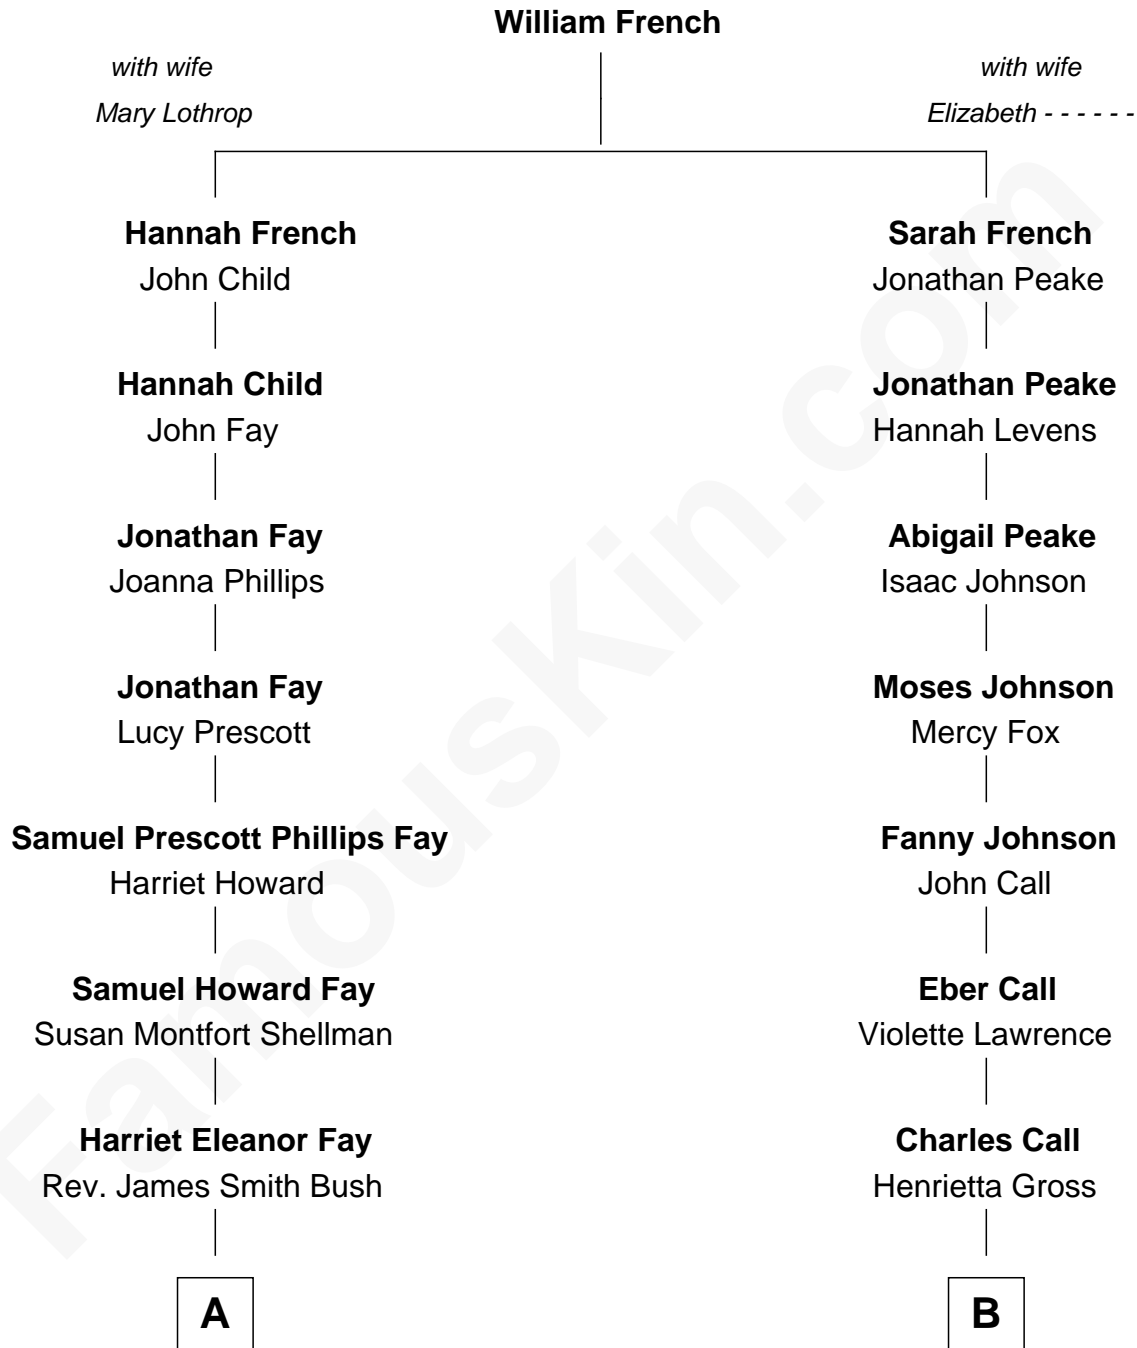 William French
with wife
with wife
Mary Lothrop
Elizabeth - - - - - -
Hannah French
Sarah French
John Child
Jonathan Peake
Hannah Child
Jonathan Peake
John Fay
Hannah Levens
Jonathan Fay
Abigail Peake
Joanna Phillips
Isaac Johnson
Jonathan Fay
Moses Johnson
Lucy Prescott
Mercy Fox
Samuel Prescott Phillips Fay
Fanny Johnson
Harriet Howard
John Call
Samuel Howard Fay
Eber Call
Susan Montfort Shellman
Violette Lawrence
Harriet Eleanor Fay
Charles Call
Rev. James Smith Bush
Henrietta Gross
A
B
FamousKin.com